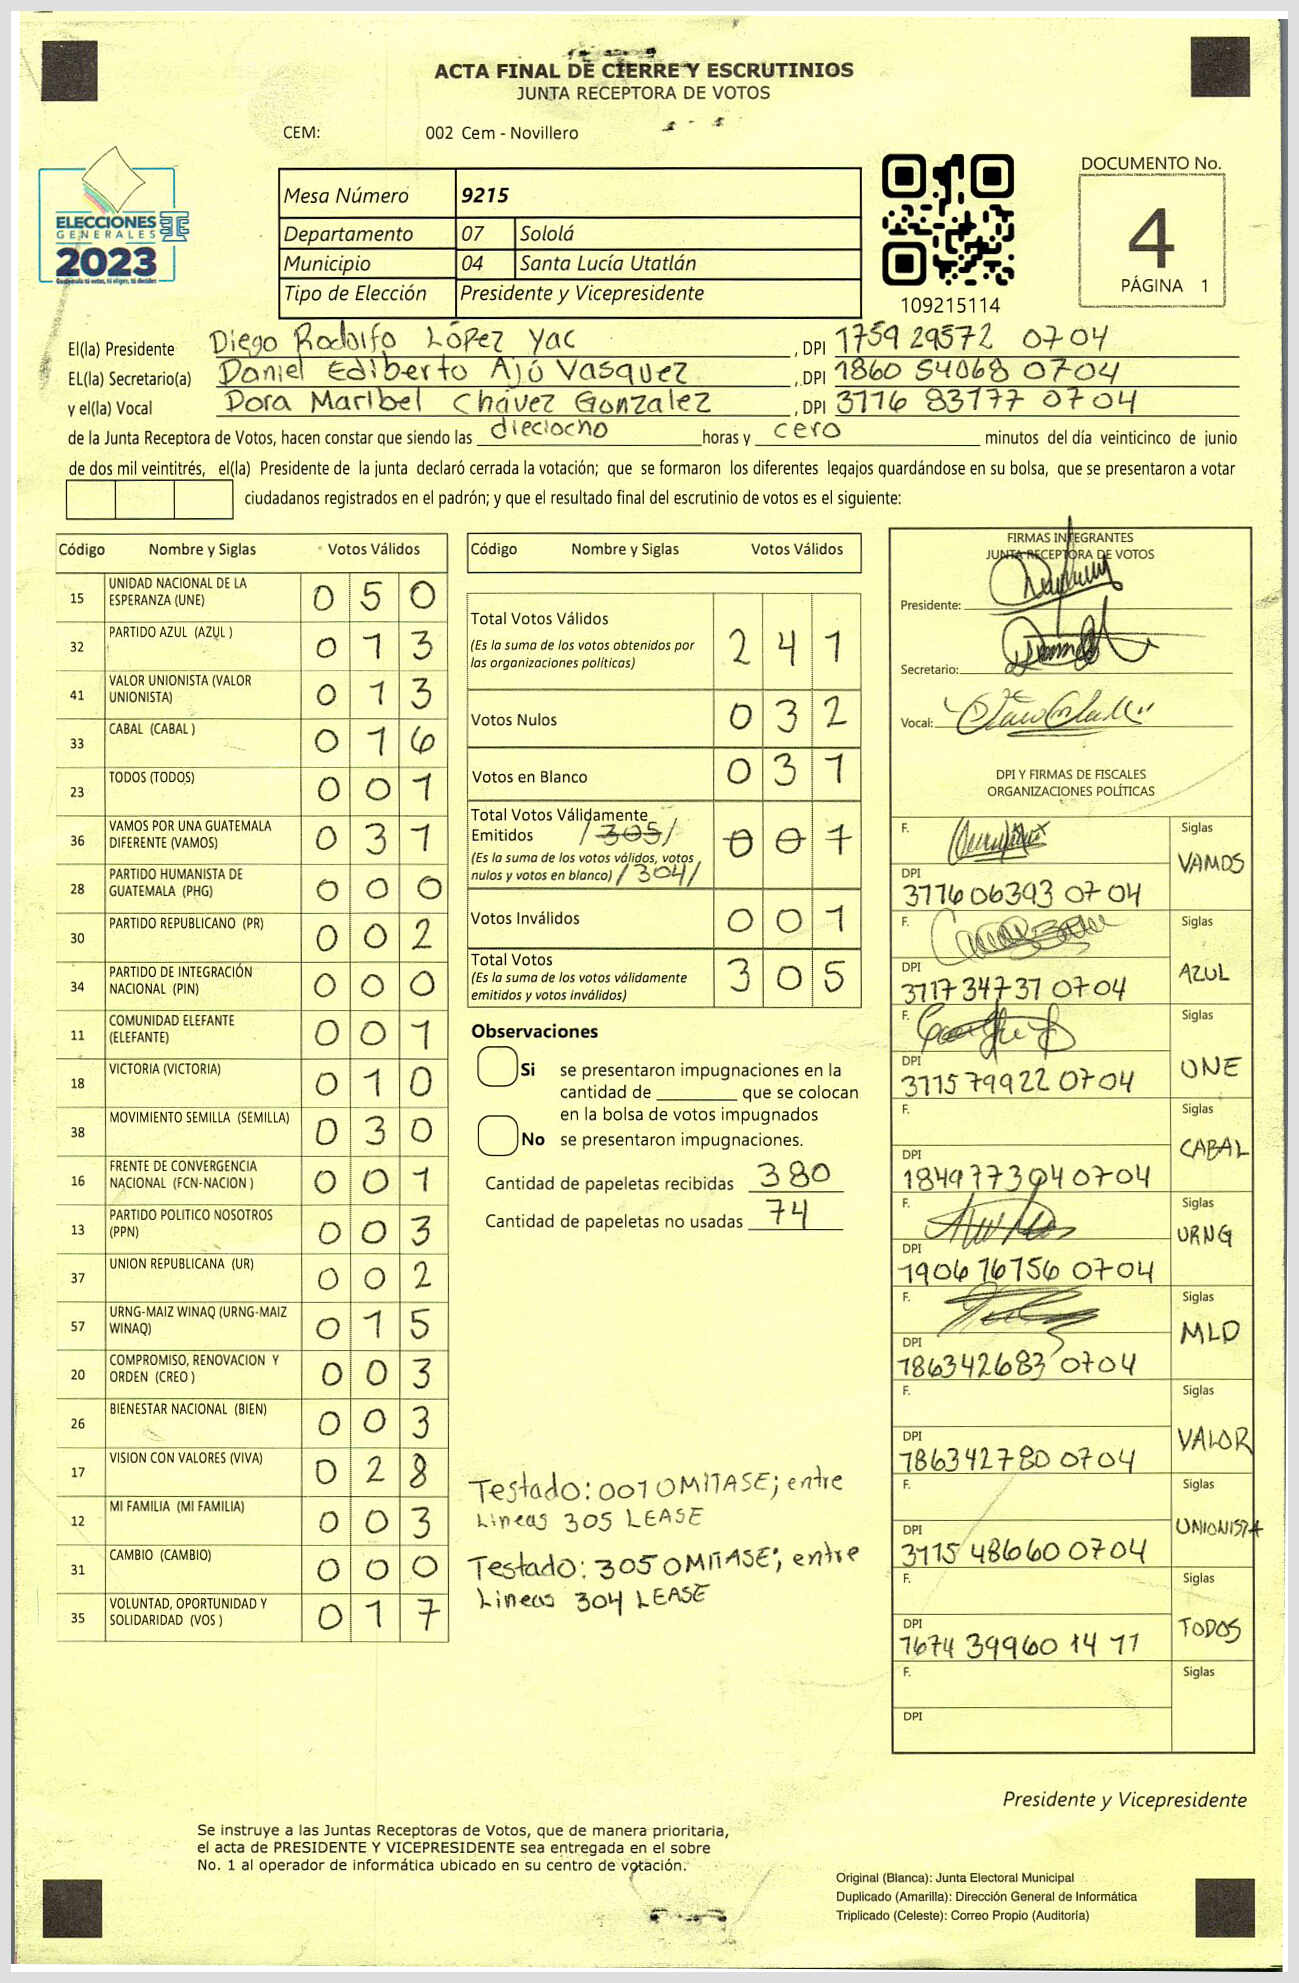 ACTA FINAL DE CIERRE Y ESCRUTINIOS
JUNTA RECEPTORA DE VOTOS
CEM: 002 Cem - Novillero
ELECCIONES
GENERALES
2023
Guatemala tú votas, tú eliges, tú decides
Mesa Número 9215
Departamento 07 Sololá
Municipio 04 Santa Lucía Utatlán
Tipo de Elección Presidente y Vicepresidente
109215114
DOCUMENTO No.
4
PÁGINA 1
El(la) Presidente Diego Rodolfo López Yac , DPI 1759 29572 0704
EL(la) Secretario(a) Daniel Ediberto Ajú Vasquez , DPI 1860 54068 0704
y el(la) Vocal Dora Maribel Chávez Gonzalez , DPI 3116 83177 0704
de la Junta Receptora de Votos, hacen constar que siendo las dieciocho horas y cero minutos del día veinticinco de junio
de dos mil veintitrés, el(la) Presidente de la junta declaró cerrada la votación; que se formaron los diferentes legajos guardándose en su bolsa, que se presentaron a votar
ciudadanos registrados en el padrón; y que el resultado final del escrutinio de votos es el siguiente:
Código Nombre y Siglas Votos Válidos
15 UNIDAD NACIONAL DE LA ESPERANZA (UNE) 0 5 0
32 PARTIDO AZUL (AZUL ) 0 1 3
41 VALOR UNIONISTA (VALOR UNIONISTA) 0 1 3
33 CABAL (CABAL ) 0 1 6
23 TODOS (TODOS) 0 0 1
36 VAMOS POR UNA GUATEMALA DIFERENTE (VAMOS) 0 3 1
28 PARTIDO HUMANISTA DE GUATEMALA (PHG) 0 0 0
30 PARTIDO REPUBLICANO (PR) 0 0 2
34 PARTIDO DE INTEGRACIÓN NACIONAL (PIN) 0 0 0
11 COMUNIDAD ELEFANTE (ELEFANTE) 0 0 1
18 VICTORIA (VICTORIA) 0 1 0
38 MOVIMIENTO SEMILLA (SEMILLA) 0 3 0
16 FRENTE DE CONVERGENCIA NACIONAL (FCN-NACION ) 0 0 1
13 PARTIDO POLITICO NOSOTROS (PPN) 0 0 3
37 UNION REPUBLICANA (UR) 0 0 2
57 URNG-MAIZ WINAQ (URNG-MAIZ WINAQ) 0 1 5
20 COMPROMISO, RENOVACION Y ORDEN (CREO ) 0 0 3
26 BIENESTAR NACIONAL (BIEN) 0 0 3
17 VISION CON VALORES (VIVA) 0 2 8
12 MI FAMILIA (MI FAMILIA) 0 0 3
31 CAMBIO (CAMBIO) 0 0 0
35 VOLUNTAD, OPORTUNIDAD Y SOLIDARIDAD (VOS ) 0 1 7
Código Nombre y Siglas Votos Válidos
Total Votos Válidos 2 4 1
(Es la suma de los votos obtenidos por
las organizaciones políticas)
Votos Nulos 0 3 2
Votos en Blanco 0 3 1
Total Votos Válidamente
Emitidos /305/ 0 0 1
(Es la suma de los votos válidos, votos
nulos y votos en blanco) /304/
Votos Inválidos 0 0 1
Total Votos 3 0 5
(Es la suma de los votos válidamente
emitidos y votos inválidos)
Observaciones
Si se presentaron impugnaciones en la
cantidad de ________ que se colocan
en la bolsa de votos impugnados
No se presentaron impugnaciones.
Cantidad de papeletas recibidas 380
Cantidad de papeletas no usadas 74
Testado: 001 OMITASE; entre
Lineas 305 LEASE
Testado: 305 OMITASE; entre
Lineas 304 LEASE
FIRMAS INTEGRANTES
JUNTA RECEPTORA DE VOTOS
Presidente:
Secretario:
Vocal:
DPI Y FIRMAS DE FISCALES
ORGANIZACIONES POLÍTICAS
F. Siglas VAMOS
DPI 3116 06393 0704
F. Siglas AZUL
DPI 3117 34737 0704
F. Siglas UNE
DPI 3115 79922 0704
F. Siglas CABAL
DPI 1849 77304 0704
F. Siglas URNG
DPI 1906 76756 0704
F. Siglas MLD
DPI 1863 42683 0704
F. Siglas VALOR
DPI 1863 42780 0704
F. Siglas UNIONISTA
DPI 3115 48660 0704
F. Siglas TODOS
DPI 1674 39960 14 11
F. Siglas
DPI
Presidente y Vicepresidente
Se instruye a las Juntas Receptoras de Votos, que de manera prioritaria,
el acta de PRESIDENTE Y VICEPRESIDENTE sea entregada en el sobre
No. 1 al operador de informática ubicado en su centro de votación.
Original (Blanca): Junta Electoral Municipal
Duplicado (Amarilla): Dirección General de Informática
Triplicado (Celeste): Correo Propio (Auditoría)